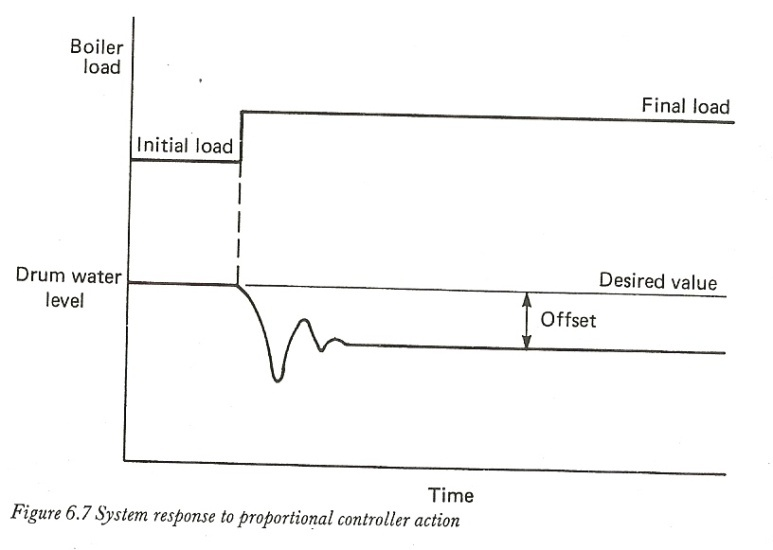 Boiler
load
Final load
Initial load
Drum water
level
Desired value
Offset
Time
Figure 6.7 System response to proportional controller action